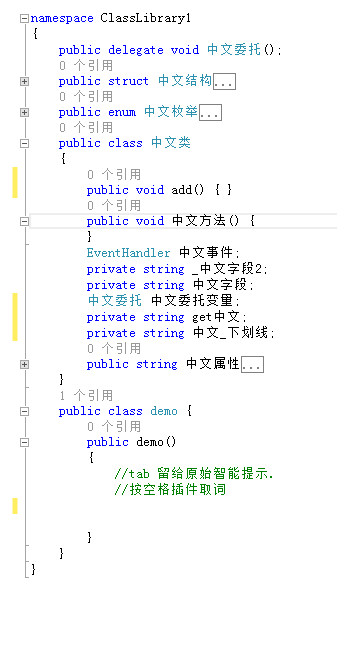 namespace ClassLibrary1
{
public delegate void 中文委托();
0 个引用
public struct 中文结构...
0 个引用
public enum 中文枚举...
0 个引用
public class 中文类
{
0 个引用
public void add() { }
0 个引用
public void 中文方法() {
}
EventHandler 中文事件;
private string _中文字段2;
private string 中文字段;
中文委托 中文委托变量;
private string get中文;
private string 中文_下划线;
0 个引用
public string 中文属性...
}
1 个引用
public class demo {
0 个引用
public demo()
{
//tab 留给原始智能提示.
//按空格插件取词
}
}
}